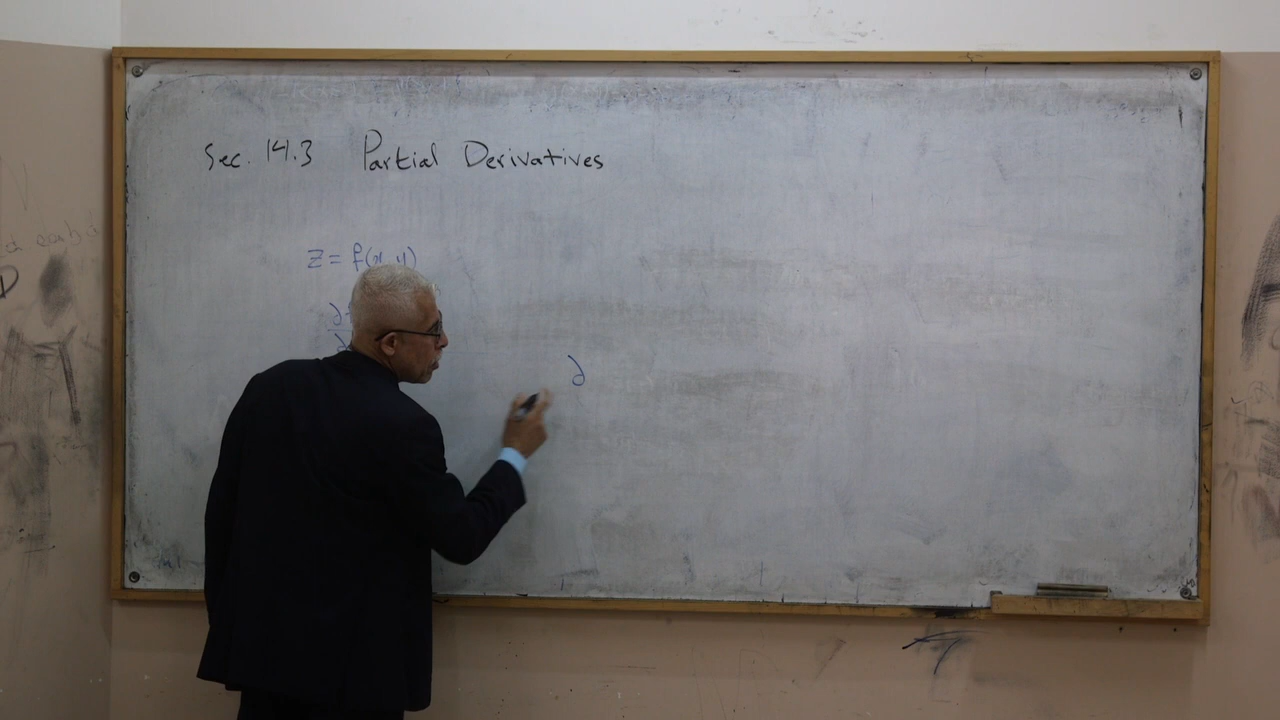 Sec. 14.3 Partial Derivatives
z = f(x, y)
∂
∂
∂